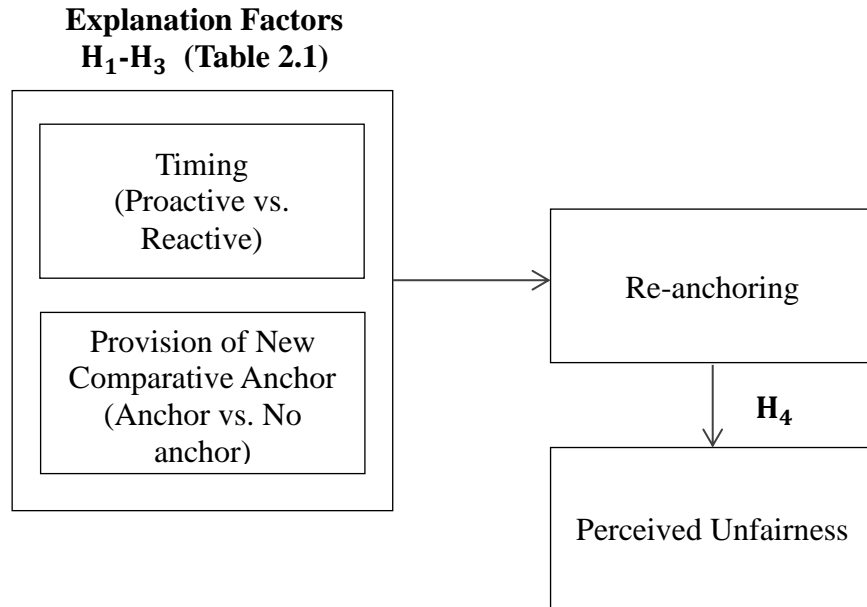 Explanation Factors
H₁-H₃ (Table 2.1)
Timing
(Proactive vs.
Reactive)
Provision of New
Comparative Anchor
(Anchor vs. No
anchor)
Re-anchoring
H₄
Perceived Unfairness